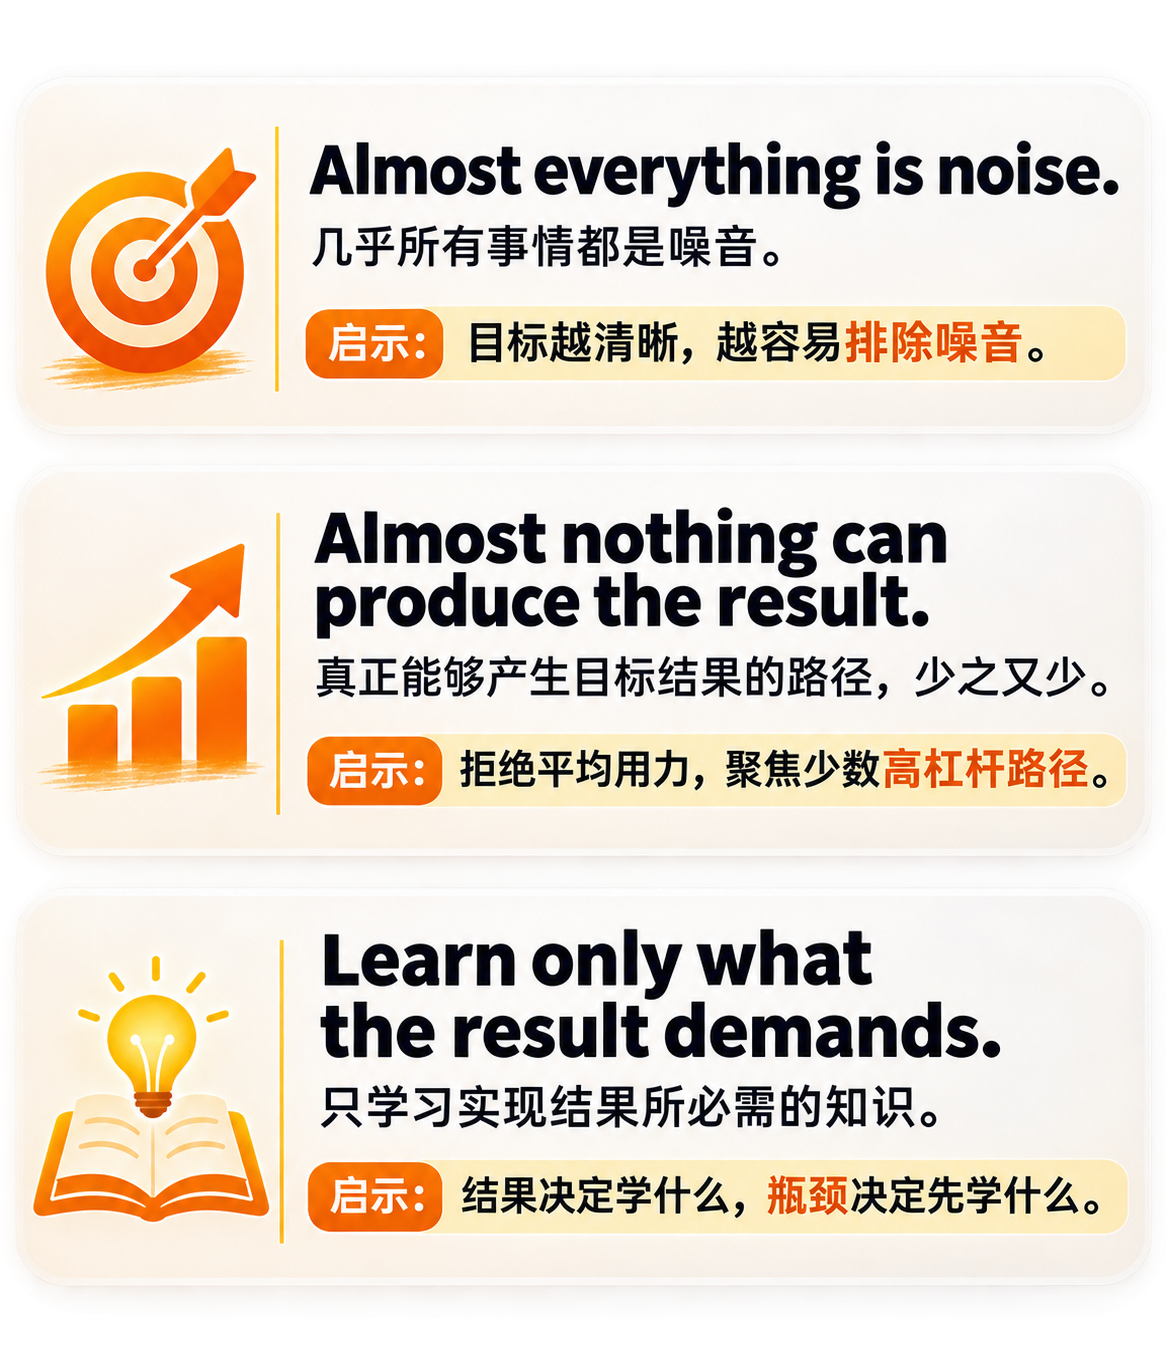 Almost everything is noise.
几乎所有事情都是噪音。
启示： 目标越清晰，越容易排除噪音。
Almost nothing can
produce the result.
真正能够产生目标结果的路径，少之又少。
启示： 拒绝平均用力，聚焦少数高杠杆路径。
Learn only what
the result demands.
只学习实现结果所必需的知识。
启示： 结果决定学什么，瓶颈决定先学什么。